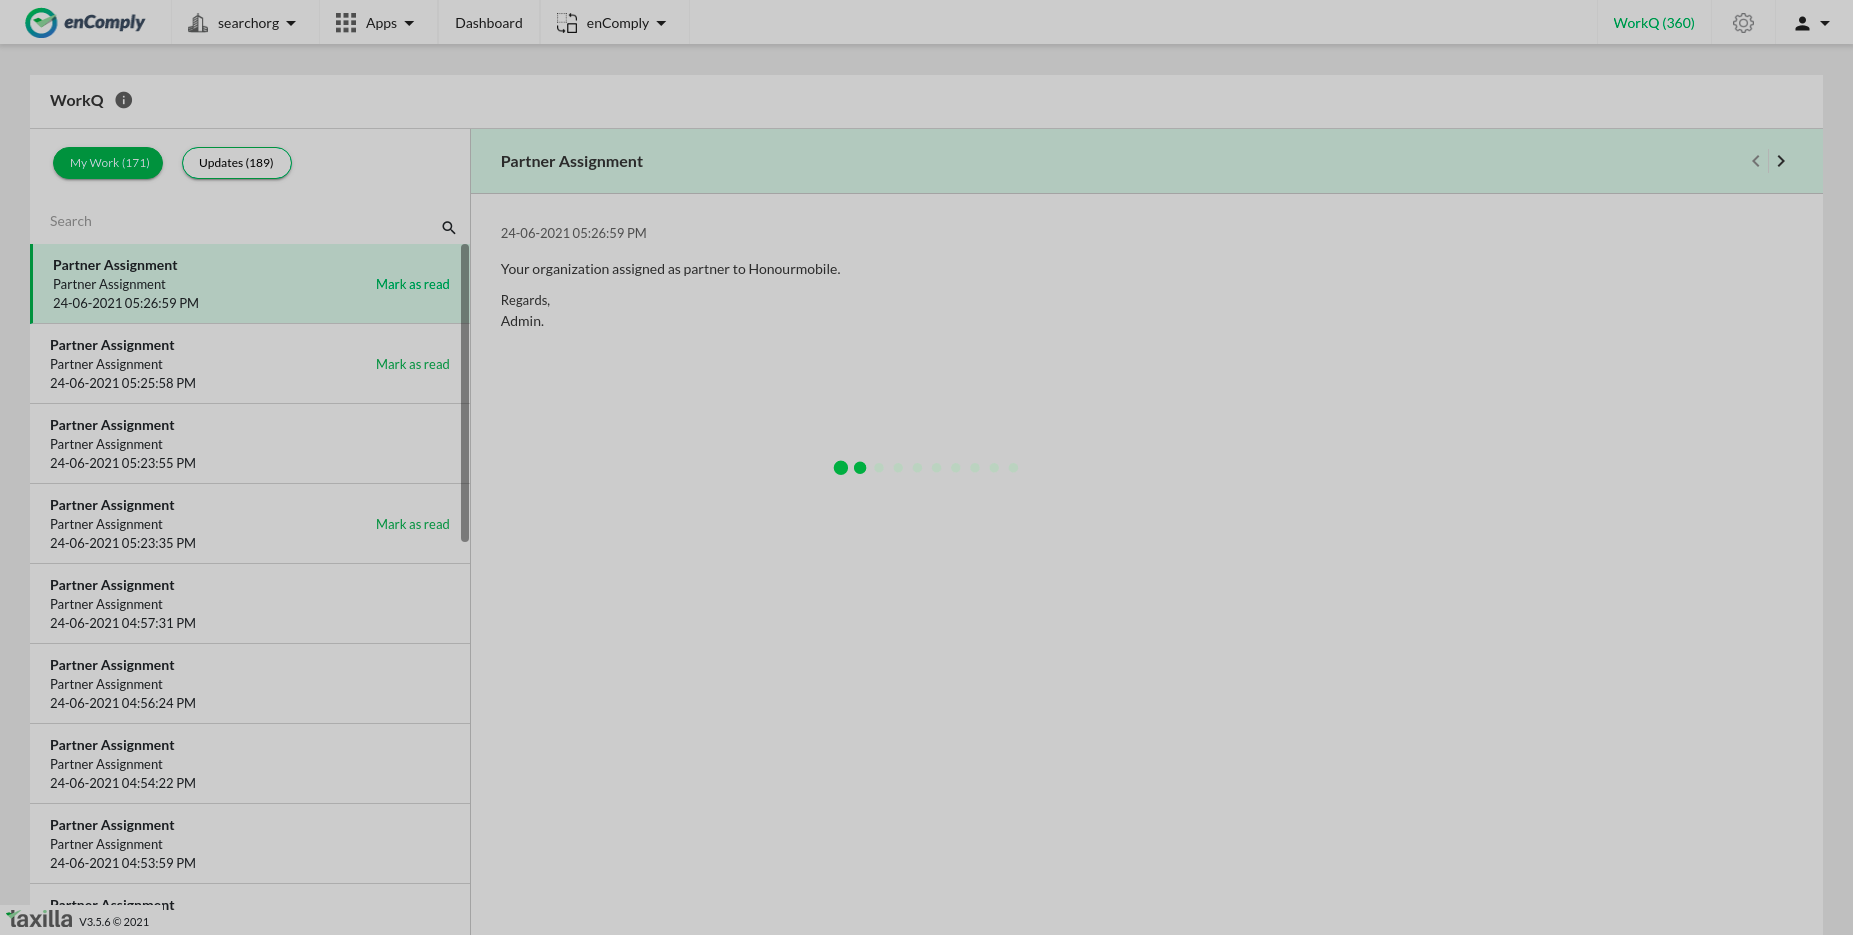 enComply
searchorg
Apps
Dashboard
enComply
WorkQ (360)
WorkQ
My Work (171)
Updates (189)
Search
Partner Assignment
Partner Assignment
Mark as read
24-06-2021 05:26:59 PM
Partner Assignment
Partner Assignment
Mark as read
24-06-2021 05:25:58 PM
Partner Assignment
Partner Assignment
24-06-2021 05:23:55 PM
Partner Assignment
Partner Assignment
Mark as read
24-06-2021 05:23:35 PM
Partner Assignment
Partner Assignment
24-06-2021 04:57:31 PM
Partner Assignment
Partner Assignment
24-06-2021 04:56:24 PM
Partner Assignment
Partner Assignment
24-06-2021 04:54:22 PM
Partner Assignment
Partner Assignment
24-06-2021 04:53:59 PM
Partner Assignment
Partner Assignment
24-06-2021 05:26:59 PM
Your organization assigned as partner to Honourmobile.
Regards,
Admin.
taxilla V3.5.6 © 2021